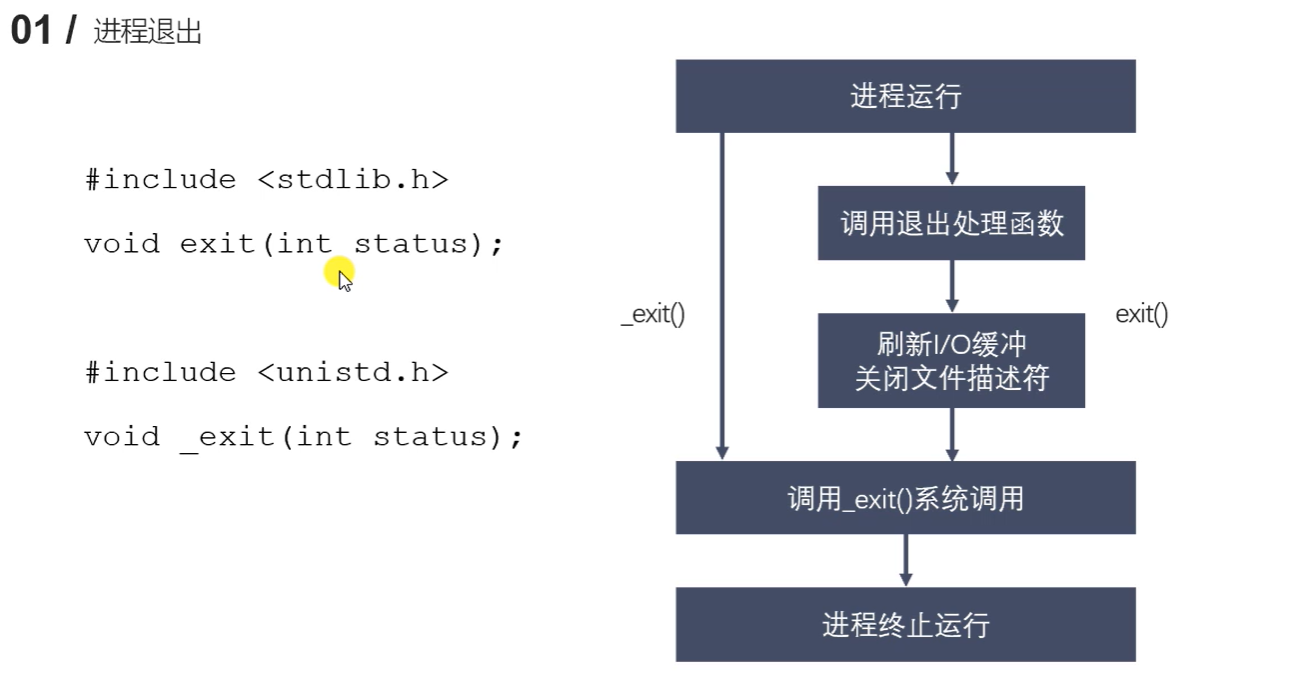 01 / 进程退出
#include <stdlib.h>
void exit(int status);
#include <unistd.h>
void _exit(int status);
进程运行
调用退出处理函数
_exit()
exit()
刷新I/O缓冲
关闭文件描述符
调用_exit()系统调用
进程终止运行